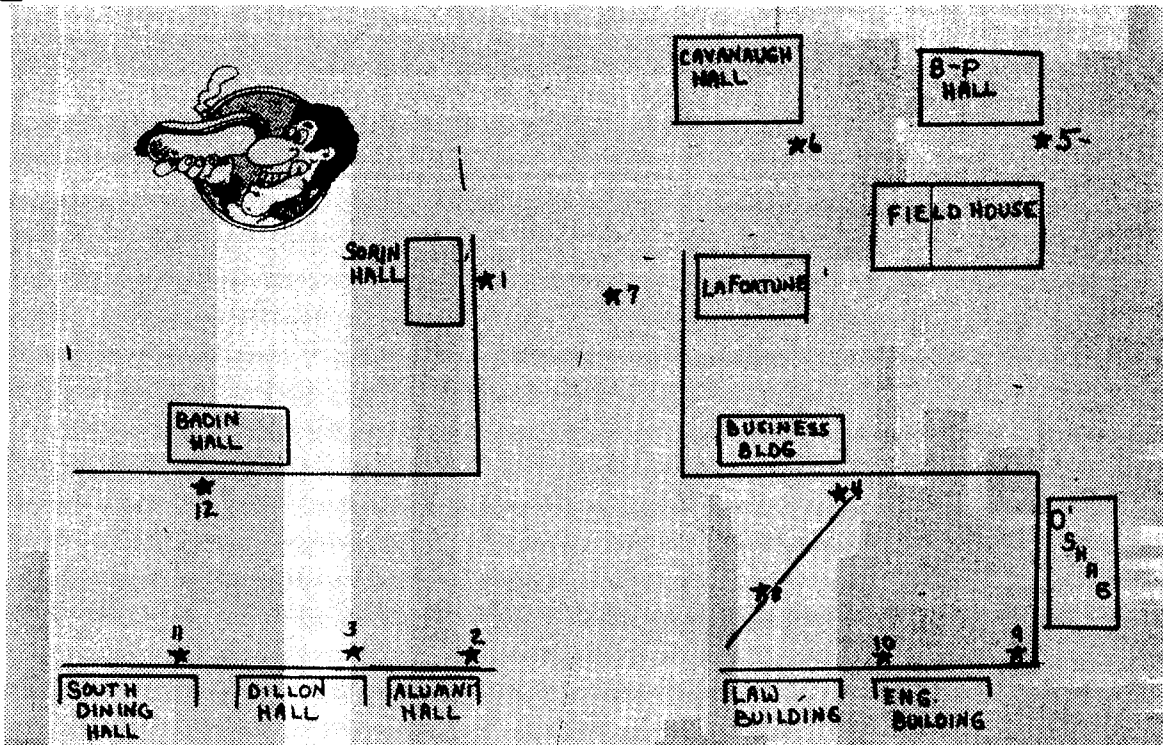 CAVANAUGH
HALL
B-P
HALL
★6
★5-
FIELD HOUSE
SORIN
HALL
★1
★7
LAFORTUNE
BADIN
HALL
BUSINESS
BLDG
★12
★4
O'
SHAG
★8
11
3
2
10
9
SOUTH
DINING
HALL
DILLON
HALL
ALUMNI
HALL
LAW
BUILDING
ENG.
BUILDING